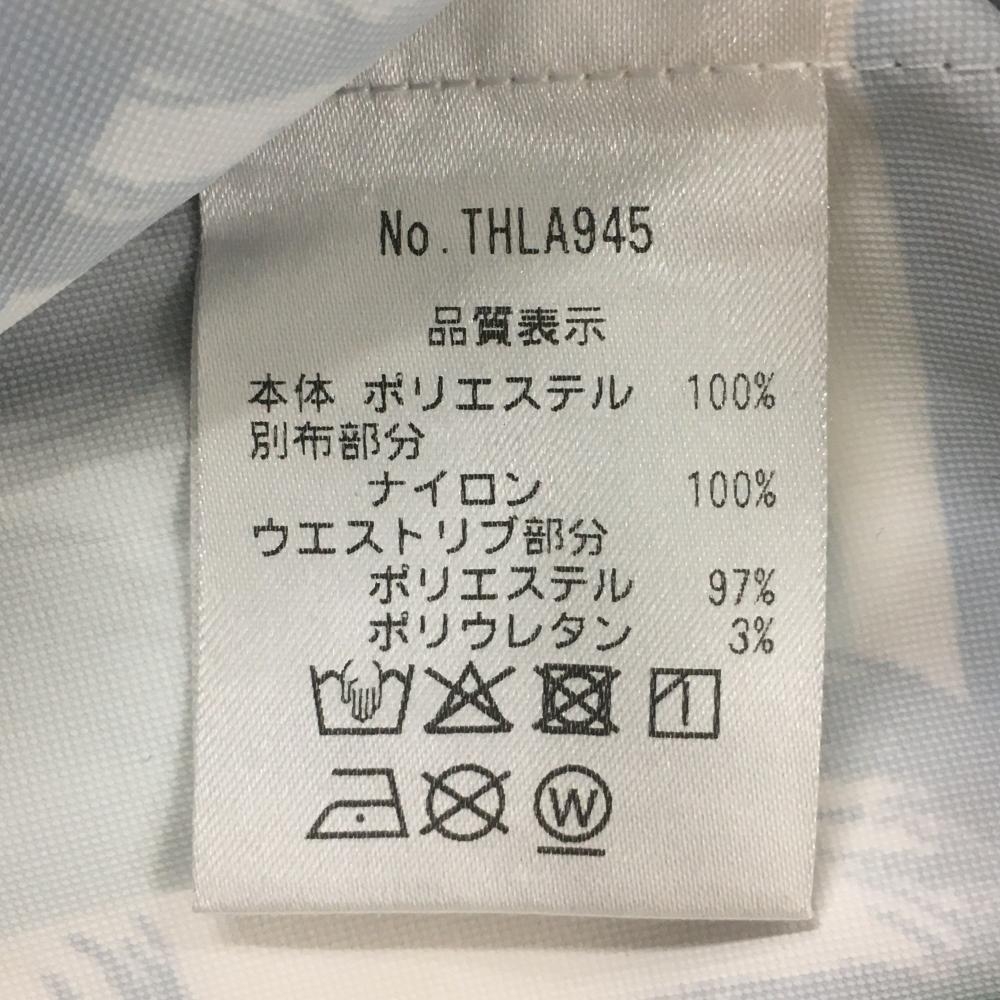 No.THLA945
品質表示
本体 ポリエステル 100%
別布部分
ナイロン 100%
ウエストリブ部分
ポリエステル 97%
ポリウレタン 3%
W